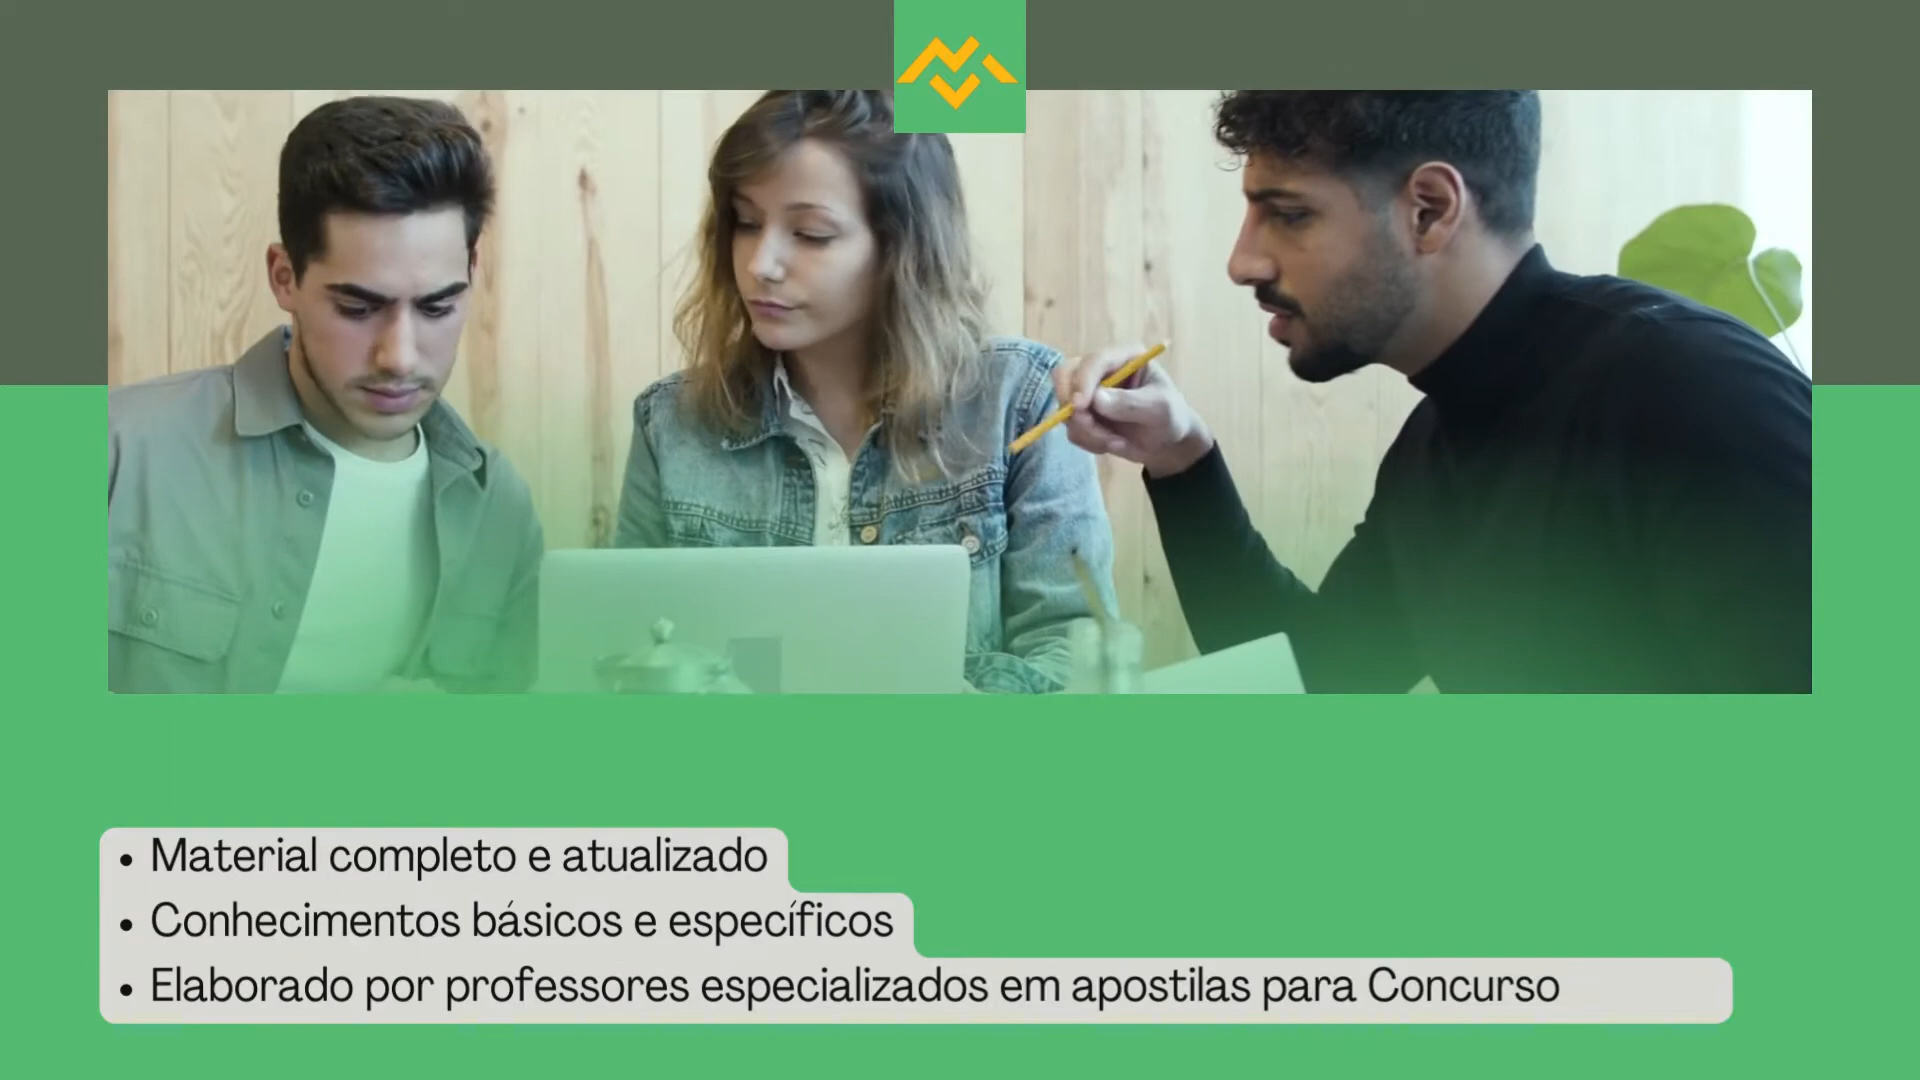 • Material completo e atualizado
• Conhecimentos básicos e específicos
• Elaborado por professores especializados em apostilas para Concurso